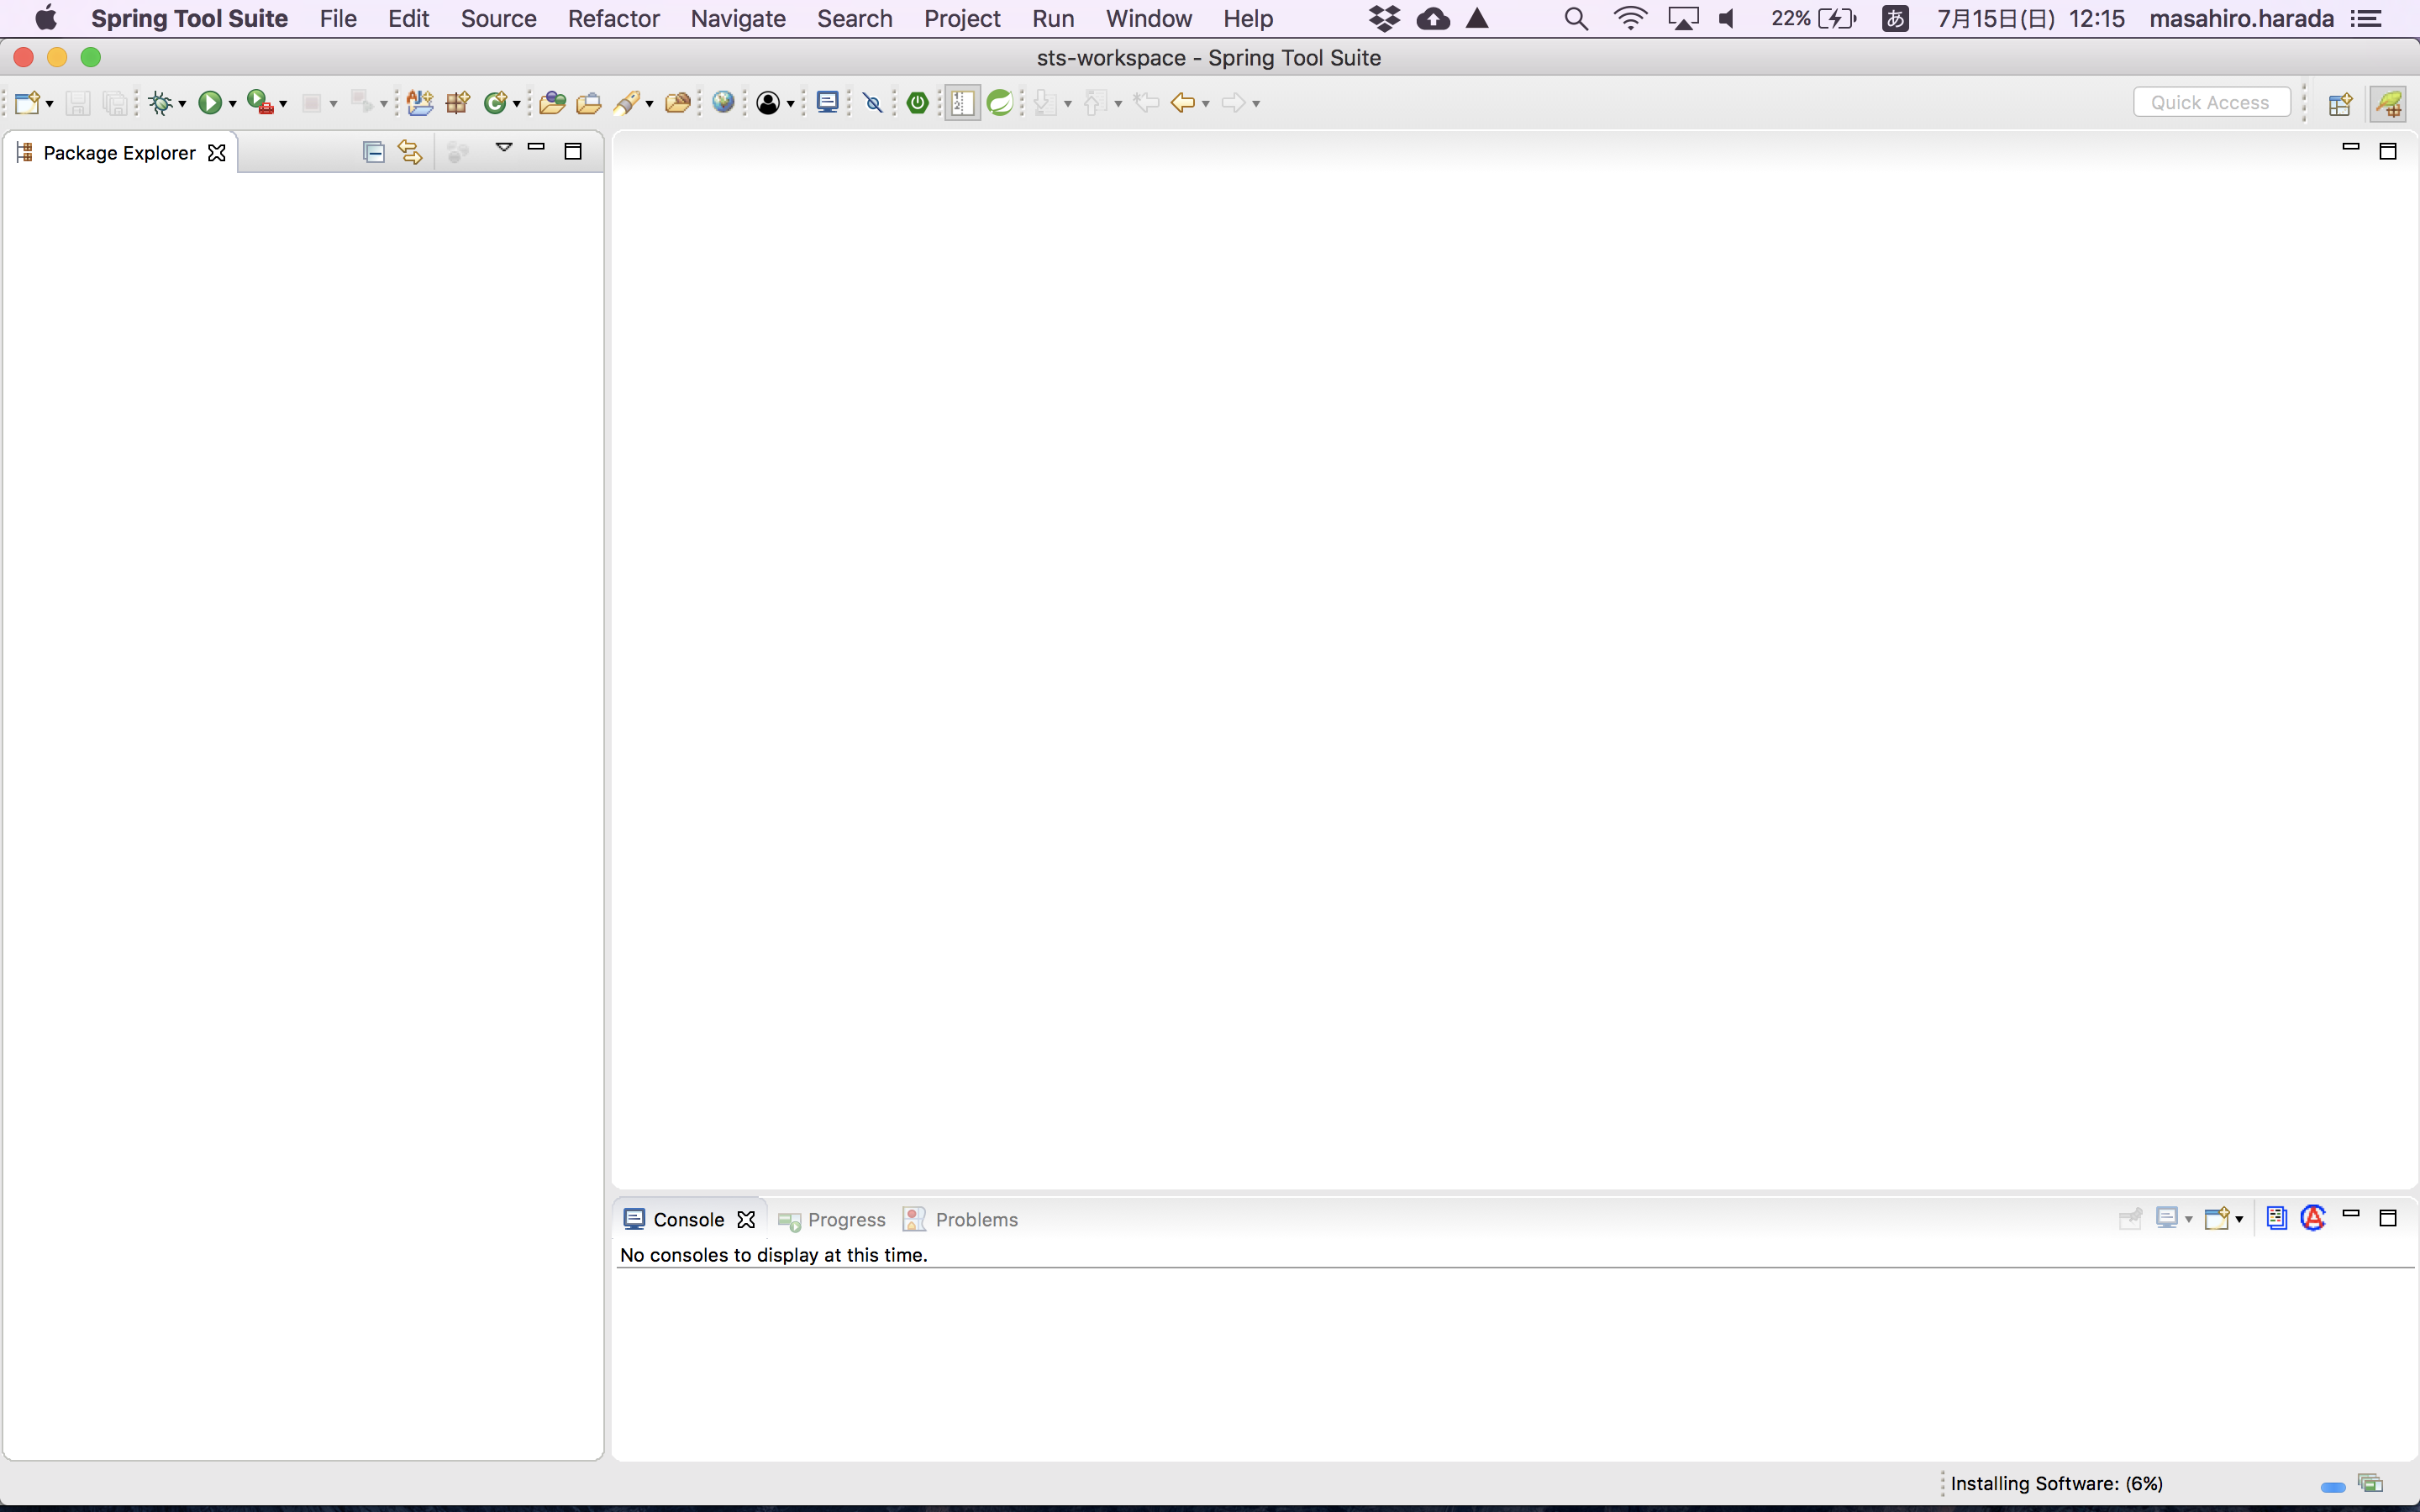 Spring Tool Suite File Edit Source Refactor Navigate Search Project Run Window Help 22% あ 7月15日(日) 12:15 masahiro.harada
sts-workspace - Spring Tool Suite
Quick Access
Package Explorer
Console Progress Problems
No consoles to display at this time.
Installing Software: (6%)